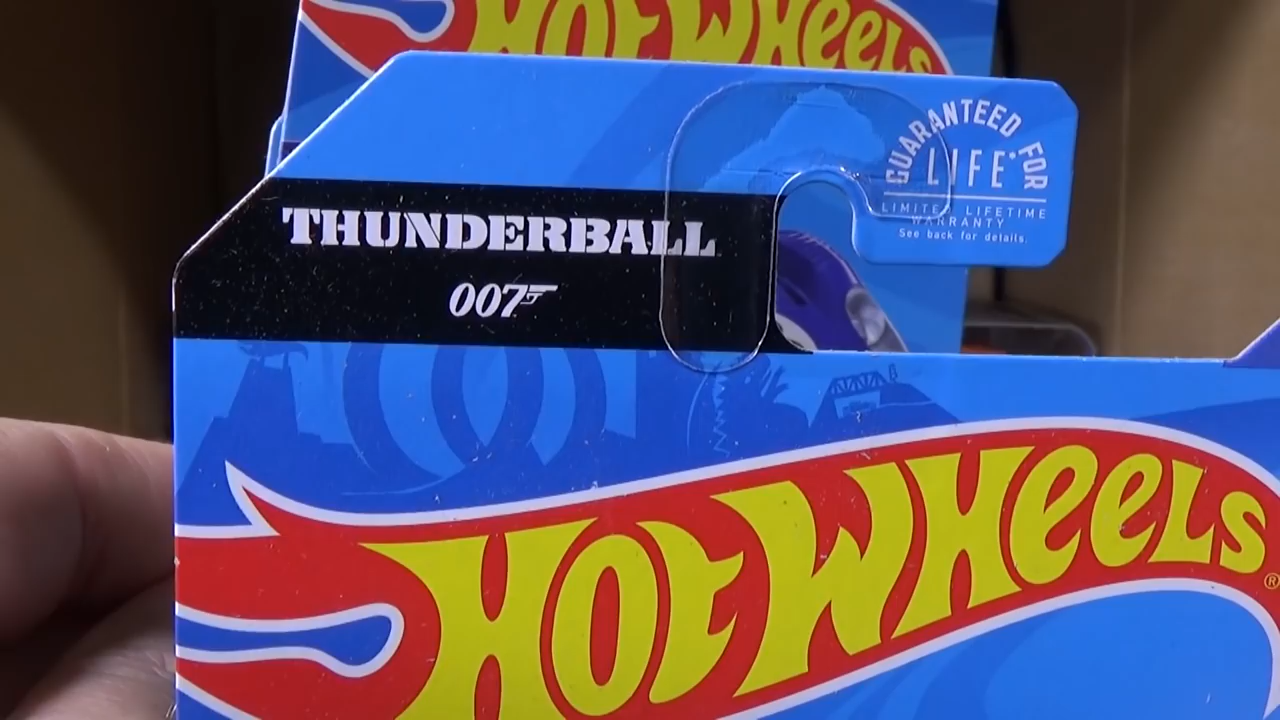 HOT WHEELS
GUARANTEED FOR
LIFE
LIMITED LIFETIME
WARRANTY
See back for details.
THUNDERBALL
007
HOT WHEELS
®